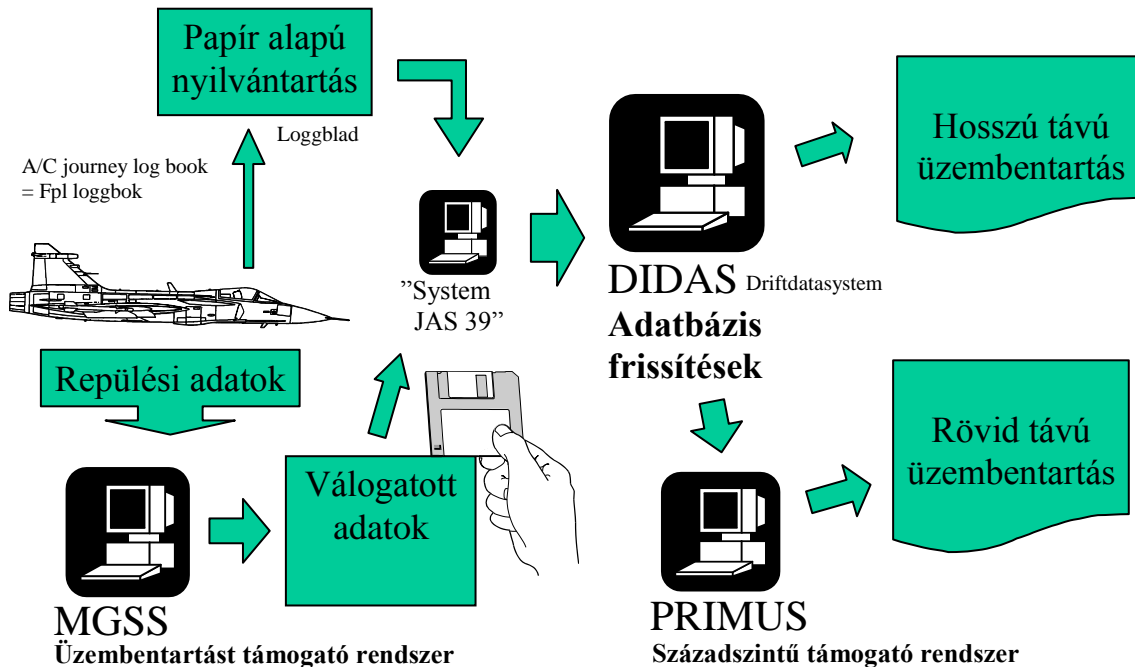 Papír alapú
nyilvántartás
Loggblad
A/C journey log book
= Fpl loggbok
”System
JAS 39”
DIDAS Driftdatasystem
Adatbázis
frissítések
Hosszú távú
üzembentartás
Repülési adatok
Válogatott
adatok
Rövid távú
üzembentartás
MGSS
Üzembentartást támogató rendszer
PRIMUS
Századszintű támogató rendszer